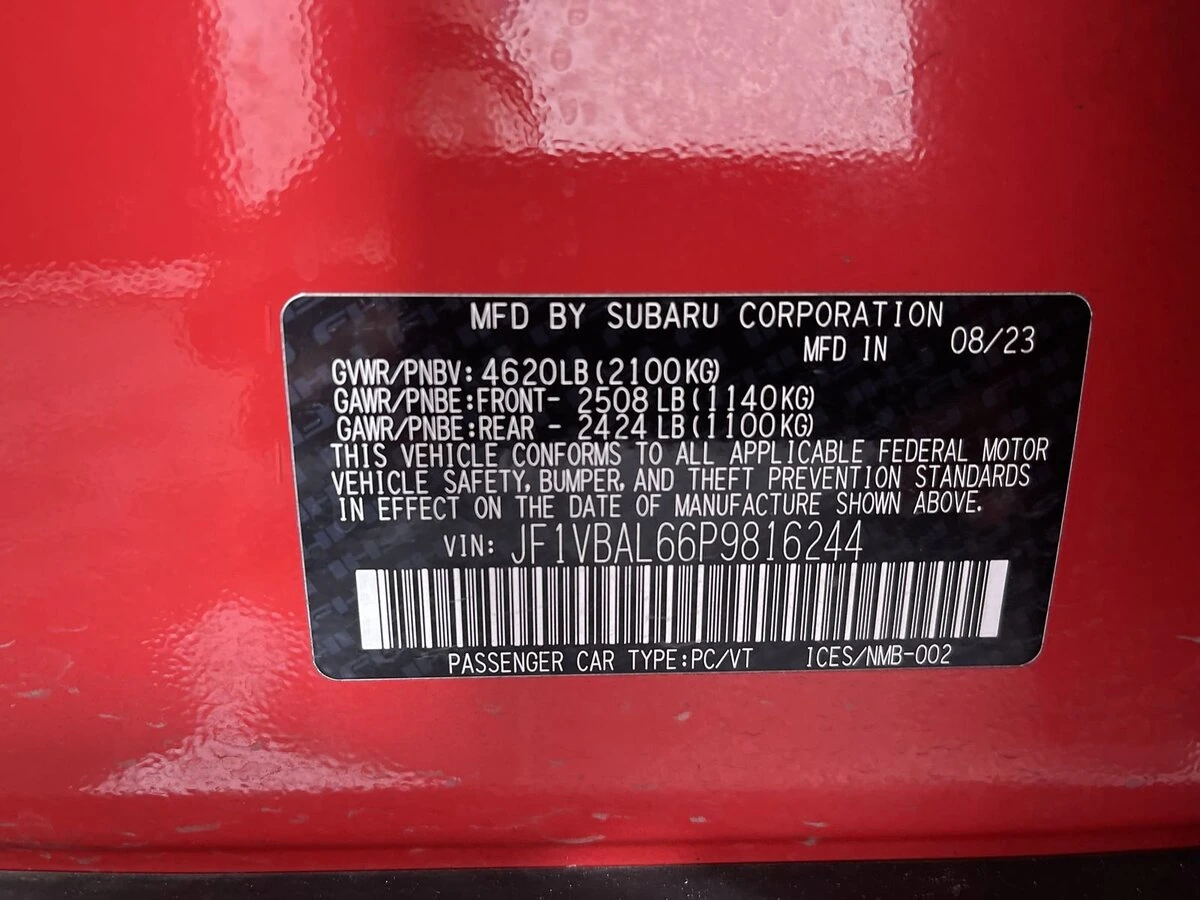 MFD BY SUBARU CORPORATION
MFD IN 08/23
GVWR/PNBV: 4620LB (2100KG)
GAWR/PNBE:FRONT- 2508 LB (1140KG)
GAWR/PNBE:REAR - 2424 LB (1100KG)
THIS VEHICLE CONFORMS TO ALL APPLICABLE FEDERAL MOTOR
VEHICLE SAFETY, BUMPER, AND THEFT PREVENTION STANDARDS
IN EFFECT ON THE DATE OF MANUFACTURE SHOWN ABOVE.
VIN: JF1VBAL66P9816244
PASSENGER CAR TYPE:PC/VT ICES/NMB-002